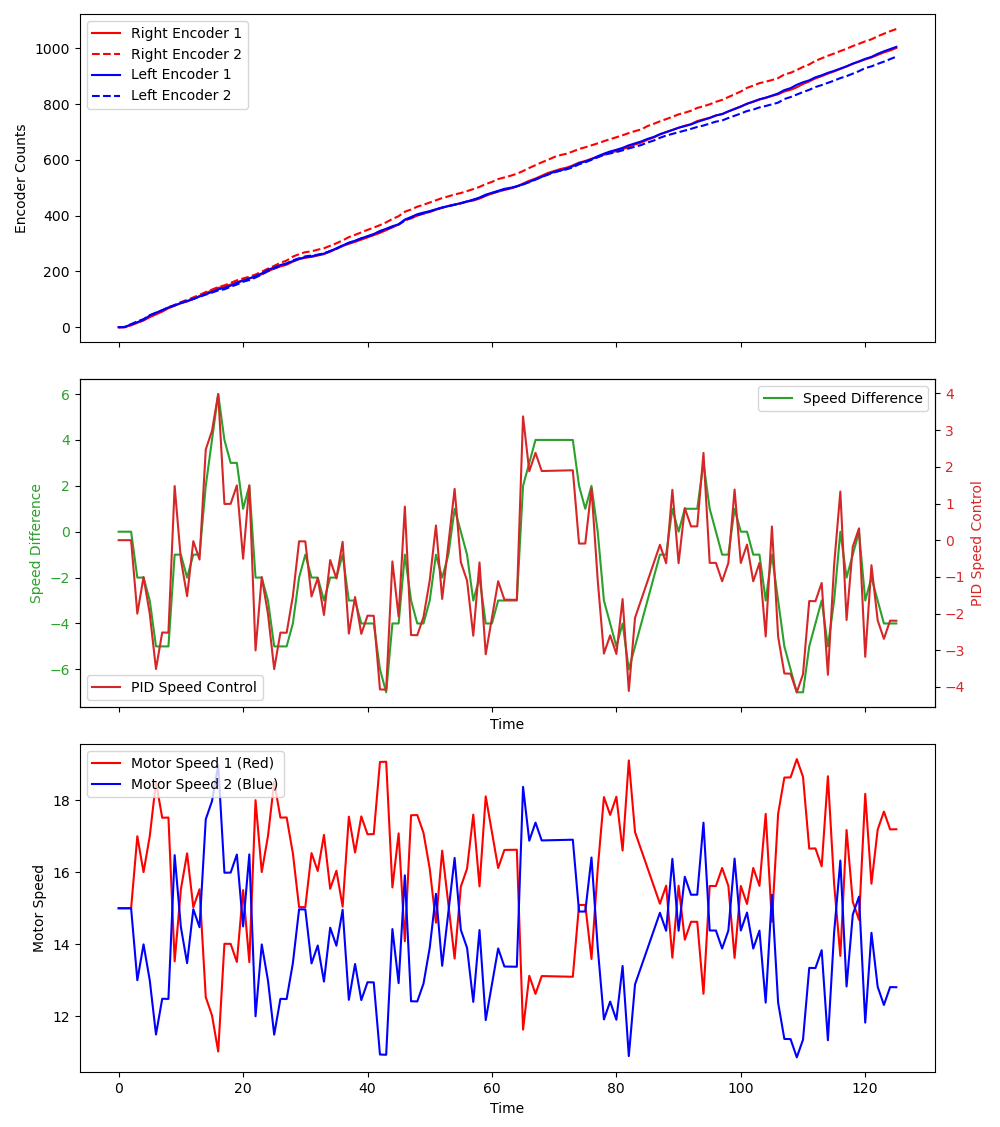 Right Encoder 1
Right Encoder 2
Left Encoder 1
Left Encoder 2
Encoder Counts
1000
800
600
400
200
0
Speed Difference
PID Speed Control
Speed Difference
6
4
2
0
−2
−4
−6
PID Speed Control
4
3
2
1
0
−1
−2
−3
−4
Time
Motor Speed 1 (Red)
Motor Speed 2 (Blue)
Motor Speed
18
16
14
12
0 20 40 60 80 100 120
Time